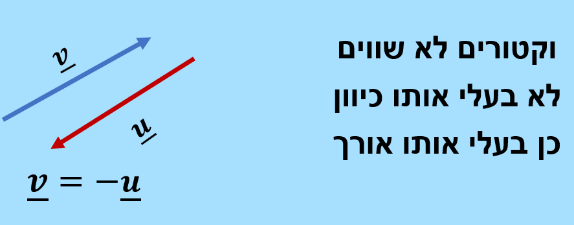 וקטורים לא שווים
לא בעלי אותו כיוון
כן בעלי אותו אורך
v
u
v = −u